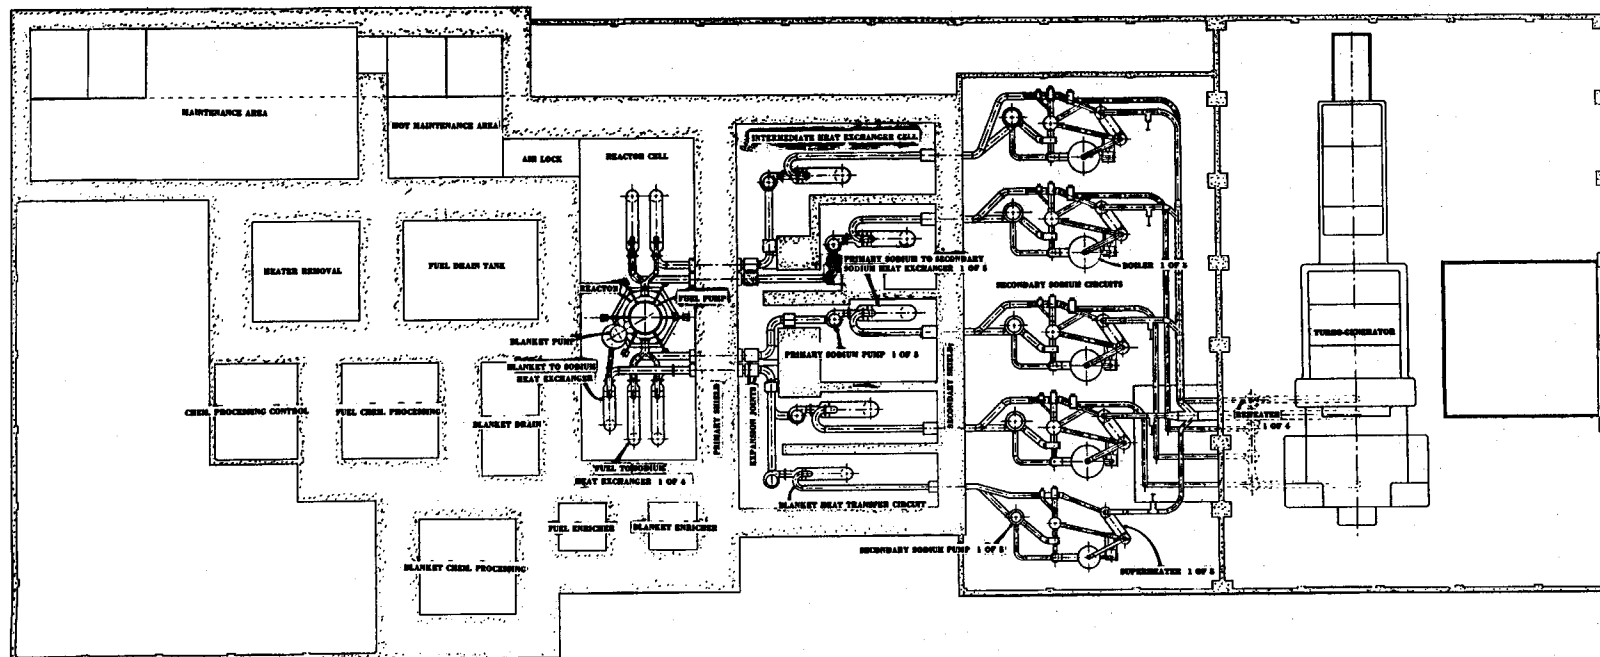 MAINTENANCE AREA
HOT MAINTENANCE AREA
AIR LOCK
REACTOR CELL
INTERMEDIATE HEAT EXCHANGER CELL
HEATER REMOVAL
FUEL DRAIN TANK
REACTOR
FUEL PUMP
BLANKET PUMP
BLANKET TO SODIUM
HEAT EXCHANGER
PRIMARY SODIUM TO SECONDARY
SODIUM HEAT EXCHANGER 1 OF 5
PRIMARY SODIUM PUMP 1 OF 5
BOILER 1 OF 5
SECONDARY SODIUM CIRCUITS
TURBO-GENERATOR
REHEATER
1 OF 4
CHEM. PROCESSING CONTROL
FUEL CHEM. PROCESSING
BLANKET DRAIN
PRIMARY SHIELD
EXPANSION JOINTS
SECONDARY SHIELD
FUEL TO SODIUM
HEAT EXCHANGER 1 OF 4
BLANKET HEAT TRANSFER CIRCUIT
FUEL ENRICHER
BLANKET ENRICHER
BLANKET CHEM. PROCESSING
SECONDARY SODIUM PUMP 1 OF 5
SUPERHEATER 1 OF 5